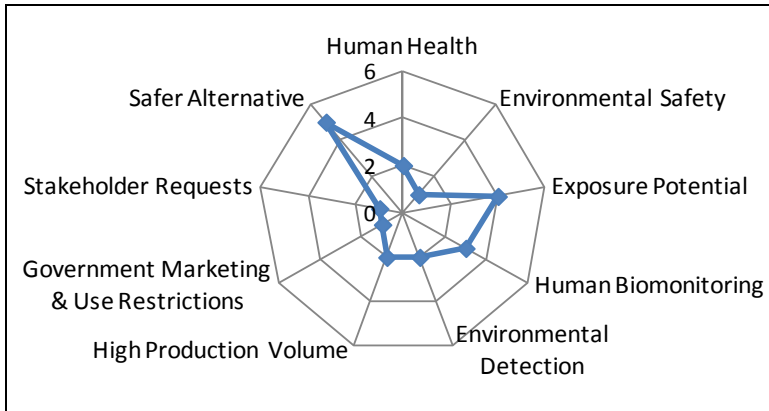 Human Health
6
Safer Alternative
Environmental Safety
4
Stakeholder Requests
2
Exposure Potential
0
Government Marketing
& Use Restrictions
Human Biomonitoring
High Production Volume
Environmental
Detection